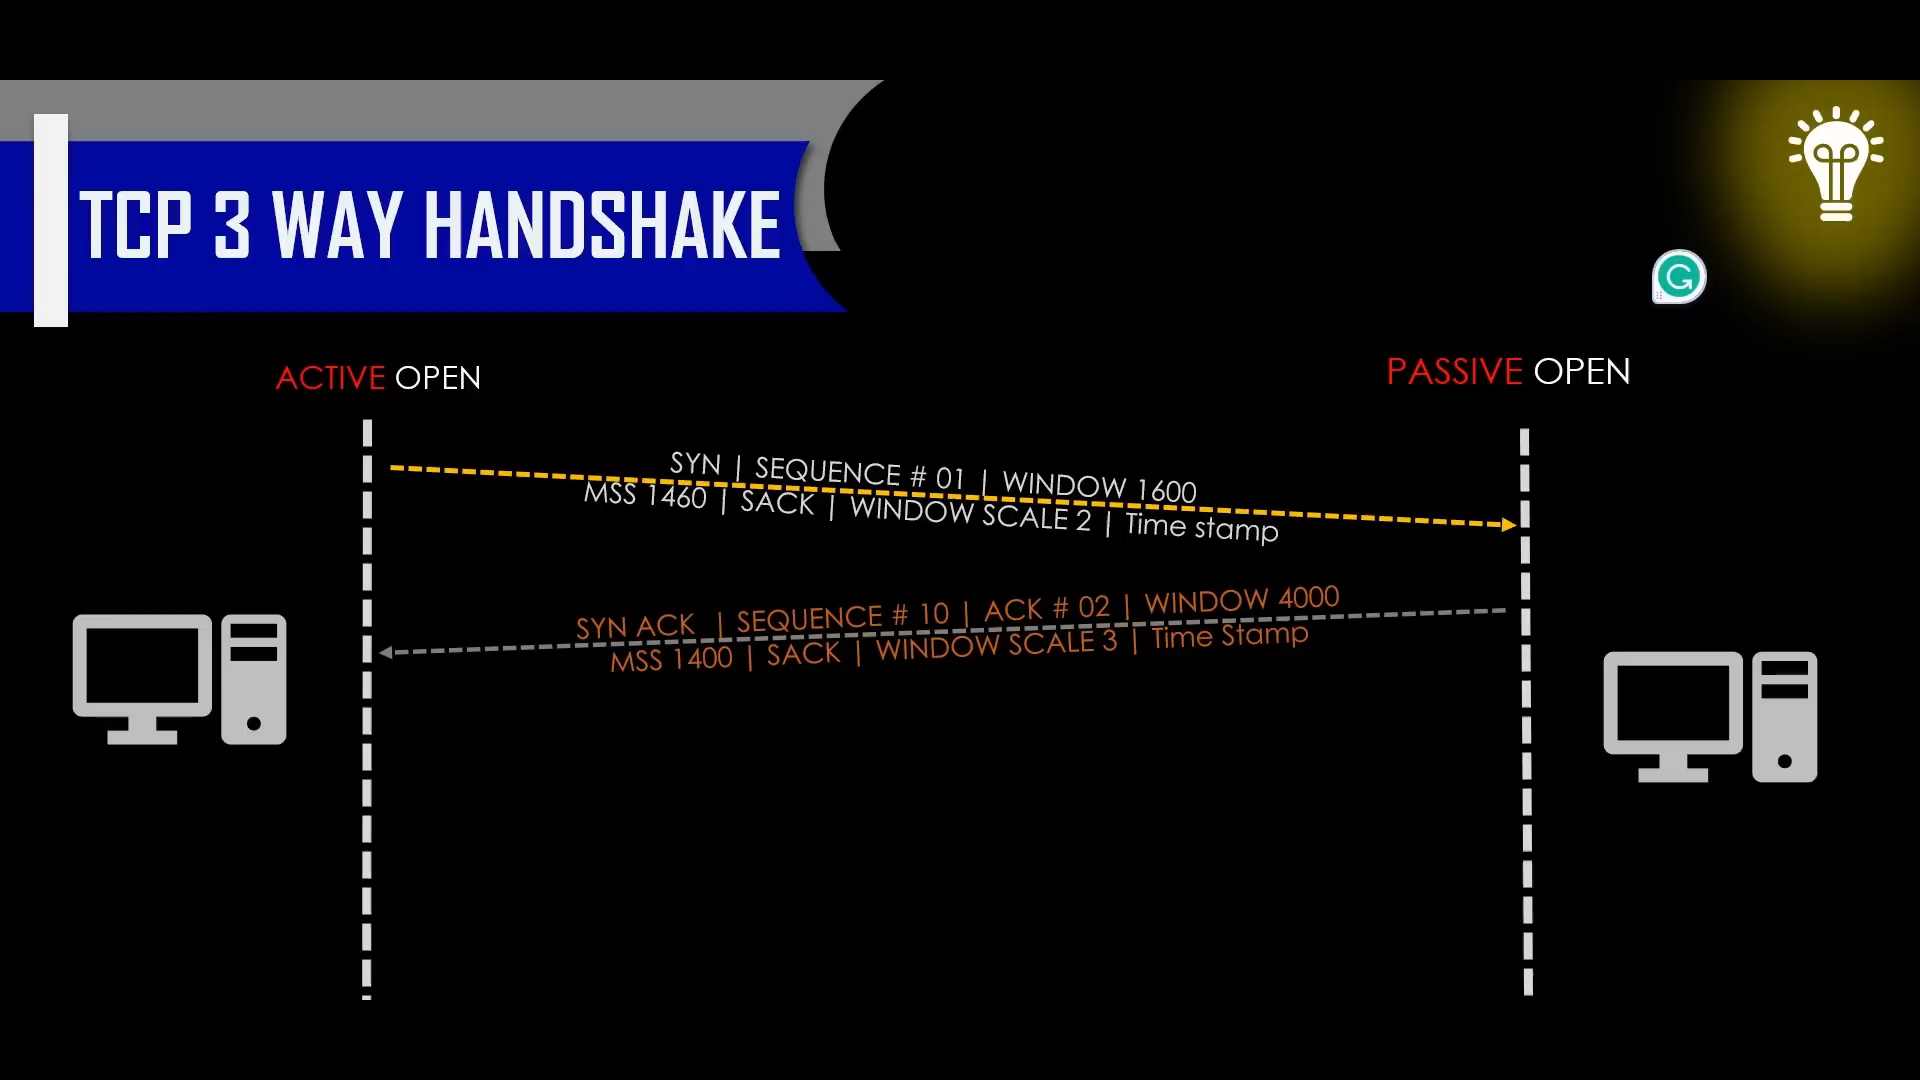 TCP 3 WAY HANDSHAKE
G
ACTIVE OPEN
PASSIVE OPEN
SYN | SEQUENCE # 01 | WINDOW 1600
MSS 1460 | SACK | WINDOW SCALE 2 | Time stamp
SYN ACK | SEQUENCE # 10 | ACK # 02 | WINDOW 4000
MSS 1400 | SACK | WINDOW SCALE 3 | Time Stamp